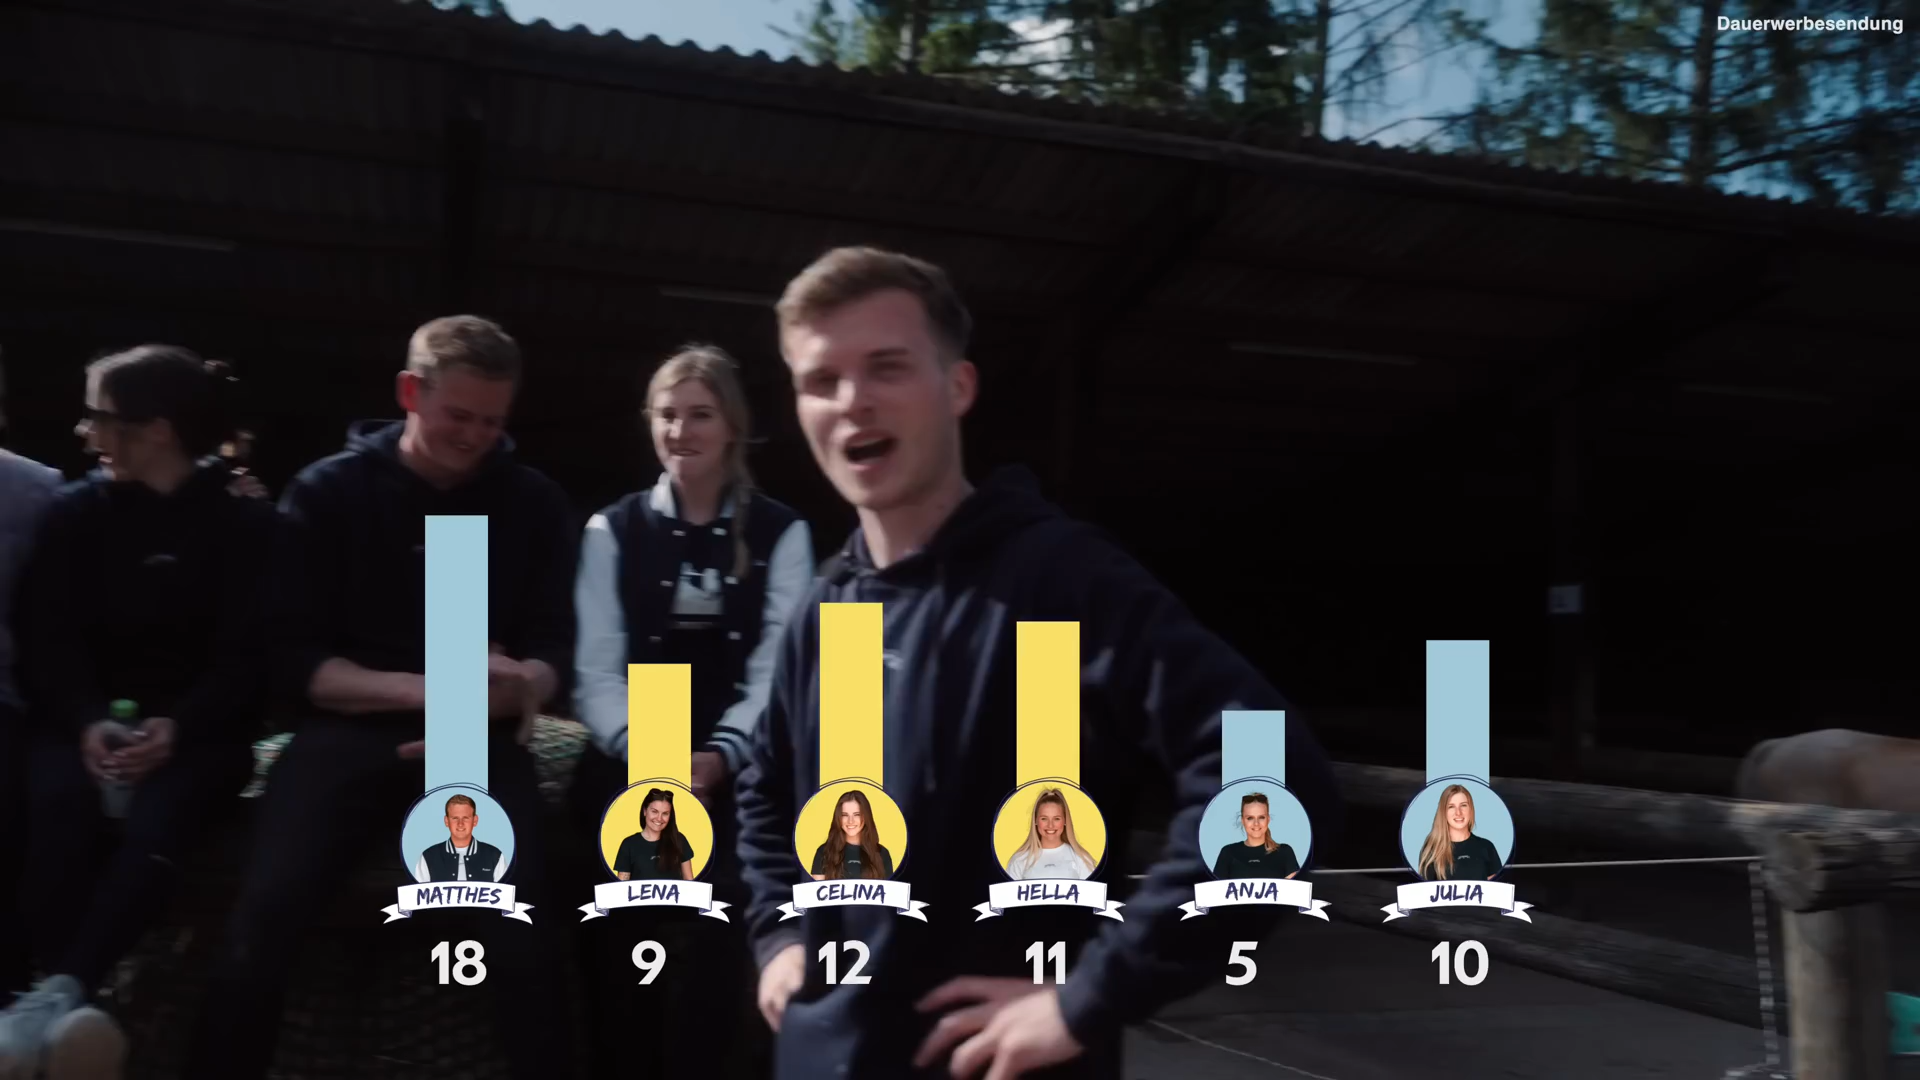 Dauerwerbesendung
MATTHES LENA CELINA HELLA ANJA JULIA
18 9 12 11 5 10